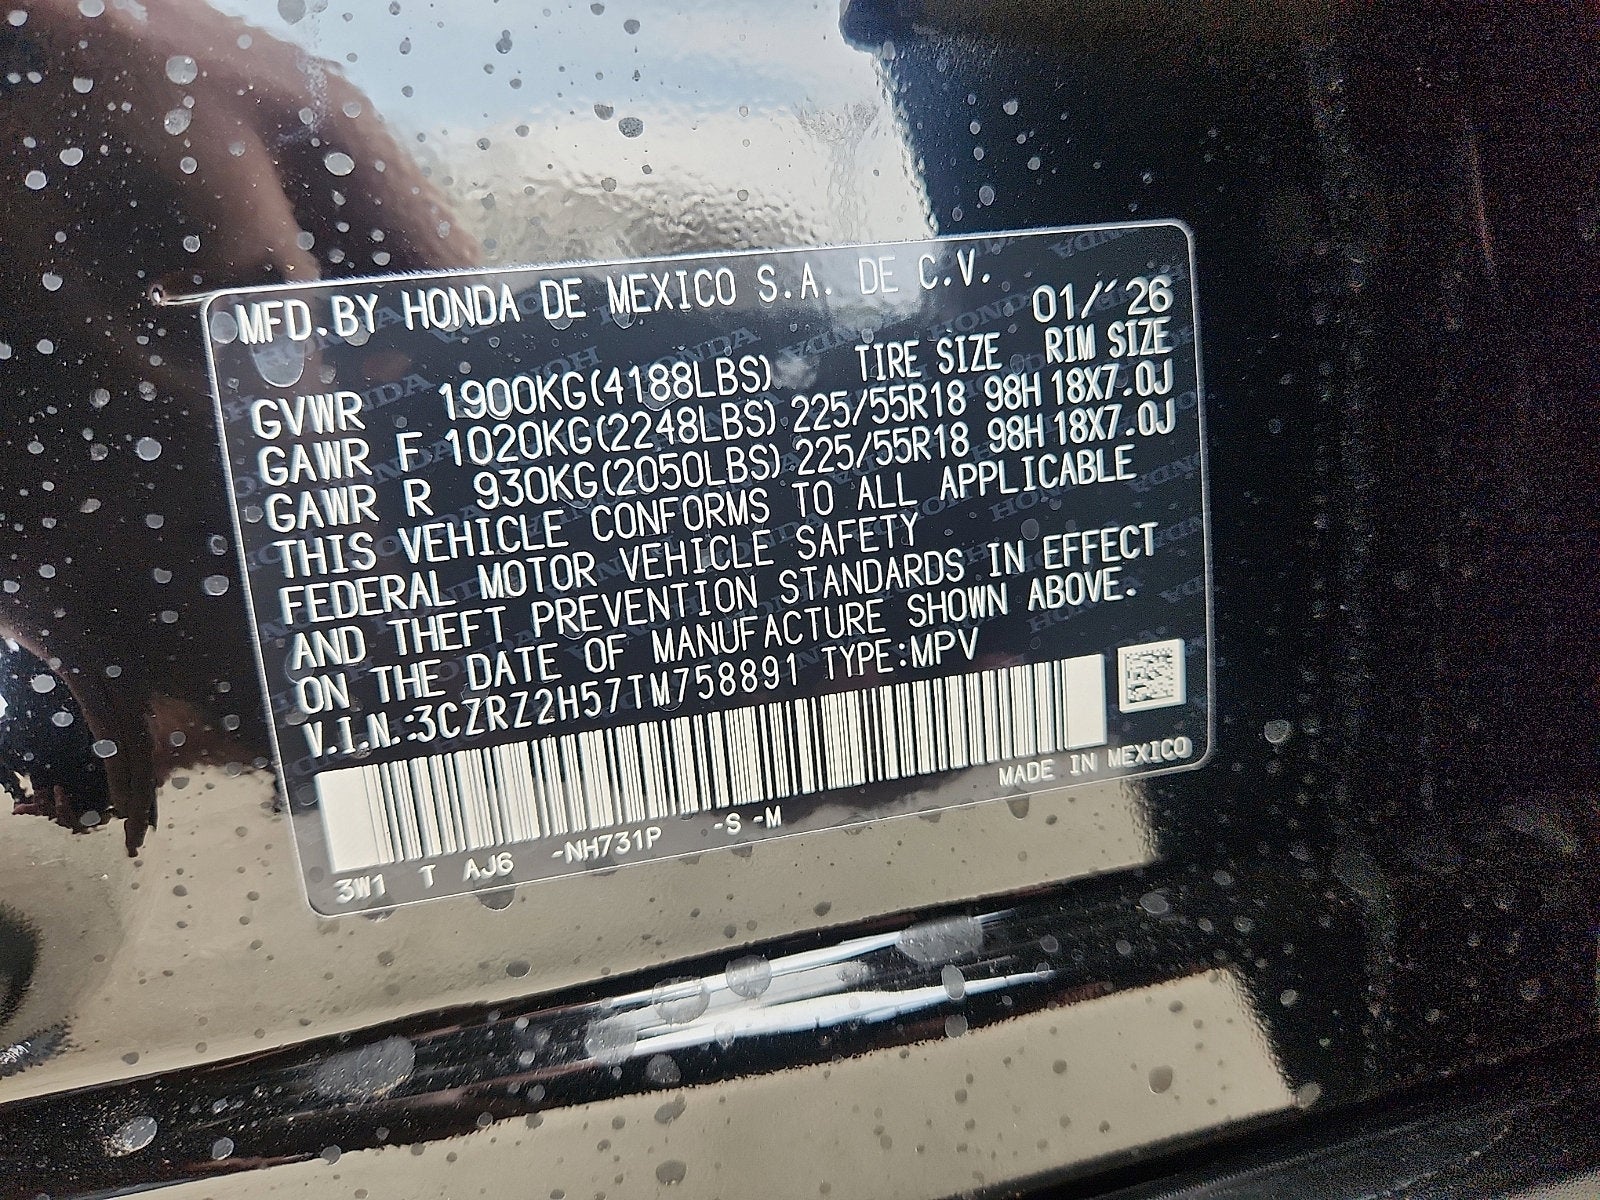 MFD.BY HONDA DE MEXICO S.A. DE C.V. 01/'26
TIRE SIZE RIM SIZE
GVWR 1900KG(4188LBS)
GAWR F 1020KG(2248LBS) 225/55R18 98H 18X7.0J
GAWR R 930KG(2050LBS) 225/55R18 98H 18X7.0J
THIS VEHICLE CONFORMS TO ALL APPLICABLE
FEDERAL MOTOR VEHICLE SAFETY
AND THEFT PREVENTION STANDARDS IN EFFECT
ON THE DATE OF MANUFACTURE SHOWN ABOVE.
V.I.N.:3CZRZ2H57TM758891 TYPE:MPV
MADE IN MEXICO
3W1 T AJ6 -NH731P -S -M